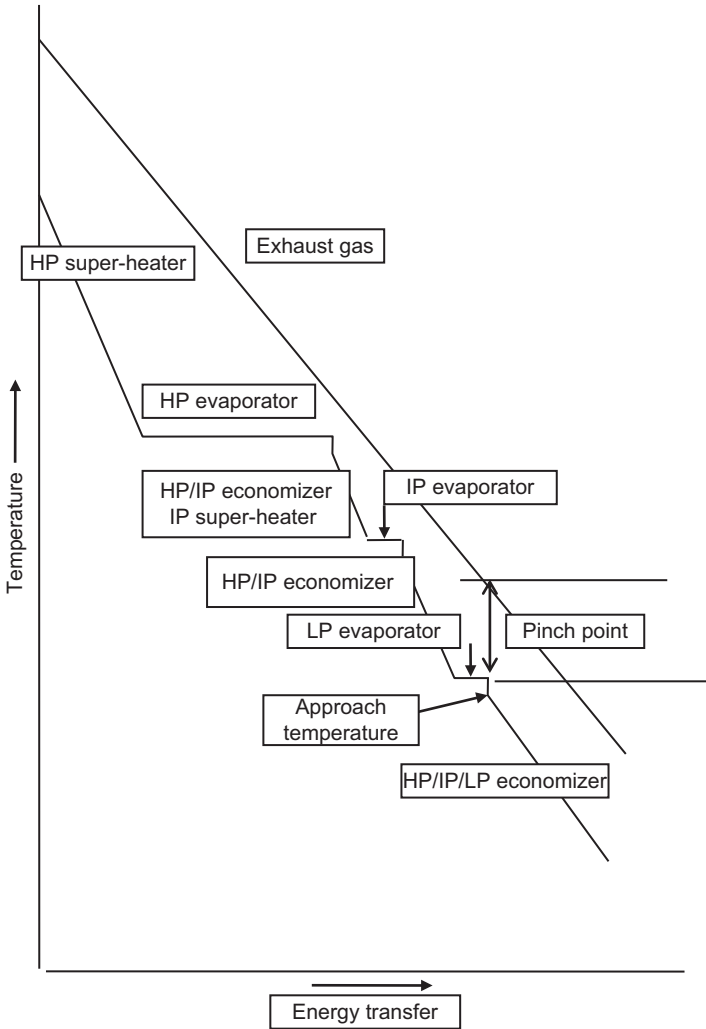 Exhaust gas
HP super-heater
HP evaporator
HP/IP economizer
IP super-heater
IP evaporator
Temperature
HP/IP economizer
LP evaporator
Pinch point
Approach
temperature
HP/IP/LP economizer
Energy transfer